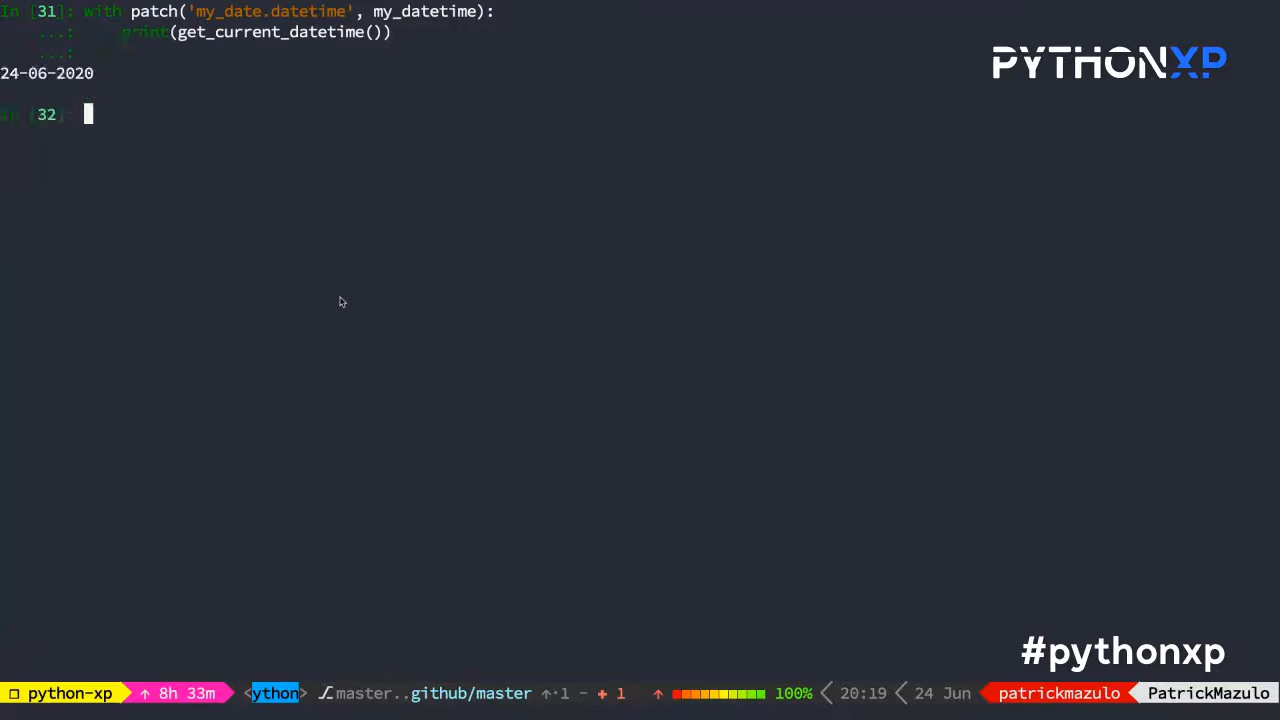 In [31]: with patch('my_date.datetime', my_datetime):
...: print(get_current_datetime())
...:
24-06-2020
PYTHONXP
In [32]:
#pythonxp
python-xp ↑ 8h 33m <ython> master..github/master ↑·1 - + 1 ↑ 100% 20:19 24 Jun patrickmazulo PatrickMazulo